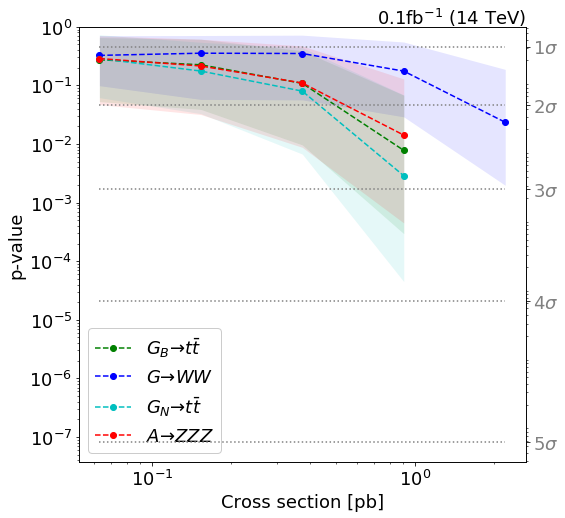 0.1fb⁻¹ (14 TeV)
10⁰
10⁻¹
10⁻²
10⁻³
10⁻⁴
10⁻⁵
10⁻⁶
10⁻⁷
p-value
1σ
2σ
3σ
4σ
5σ
G_B→tt̄
G→WW
G_N→tt̄
A→ZZZ
10⁻¹
10⁰
Cross section [pb]